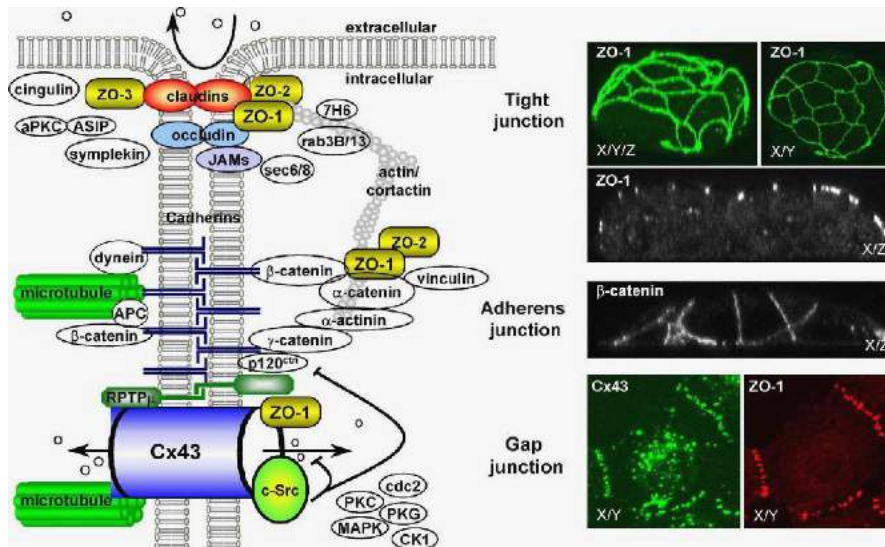 extracellular
intracellular
cingulin
ZO-3
claudins
ZO-2
ZO-1
7H6
aPKC
ASIP
occludin
rab3B/13
symplekin
JAMs
sec6/8
actin/
cortactin
Cadherins
ZO-2
dynein
β-catenin
ZO-1
vinculin
microtubule
α-catenin
APC
α-actinin
β-catenin
γ-catenin
p120ctn
RPTPμ
ZO-1
Cx43
c-Src
cdc2
PKC
PKG
microtubule
MAPK
CK1
Tight
junction
Adherens
junction
Gap
junction
ZO-1
X/Y/Z
ZO-1
X/Y
ZO-1
X/Z
β-catenin
X/Z
Cx43
X/Y
ZO-1
X/Y